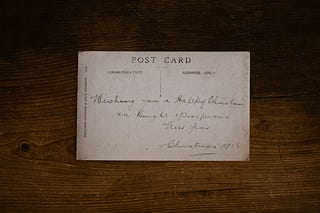 POST CARD
COMMUNICATION ADDRESS ONLY
Wishing you a Happy Christmas
& a Bright & Prosperous
New Year
Christmas